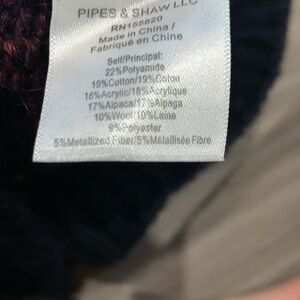 PIPES & SHAW LLC
RN155820
Made in China /
Fabriqué en Chine
Self/Principal:
22%Polyamide
19%Cotton/19%Coton
18%Acrylic/18%Acrylique
17%Alpaca/17%Alpaga
10%Wool/10%Laine
9%Polyester
5%Metallized Fiber/5%Métallisée Fibre